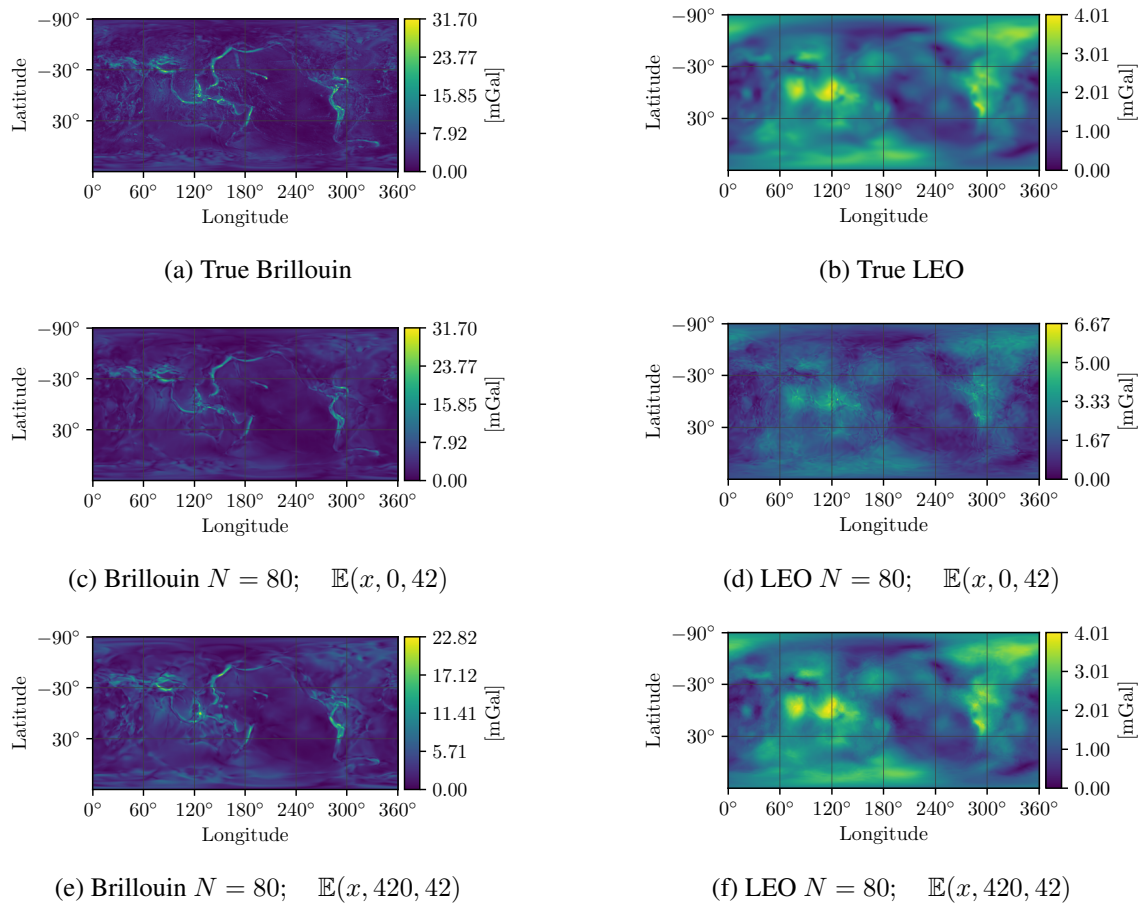 −90°
−30°
30°
Latitude
0° 60° 120° 180° 240° 300° 360°
Longitude
31.70
23.77
15.85
7.92
0.00
[mGal]
(a) True Brillouin
−90°
−30°
30°
Latitude
0° 60° 120° 180° 240° 300° 360°
Longitude
4.01
3.01
2.01
1.00
0.00
[mGal]
(b) True LEO
−90°
−30°
30°
Latitude
0° 60° 120° 180° 240° 300° 360°
Longitude
31.70
23.77
15.85
7.92
0.00
[mGal]
(c) Brillouin N = 80; 𝔼(x, 0, 42)
−90°
−30°
30°
Latitude
0° 60° 120° 180° 240° 300° 360°
Longitude
6.67
5.00
3.33
1.67
0.00
[mGal]
(d) LEO N = 80; 𝔼(x, 0, 42)
−90°
−30°
30°
Latitude
0° 60° 120° 180° 240° 300° 360°
Longitude
22.82
17.12
11.41
5.71
0.00
[mGal]
(e) Brillouin N = 80; 𝔼(x, 420, 42)
−90°
−30°
30°
Latitude
0° 60° 120° 180° 240° 300° 360°
Longitude
4.01
3.01
2.01
1.00
0.00
[mGal]
(f) LEO N = 80; 𝔼(x, 420, 42)